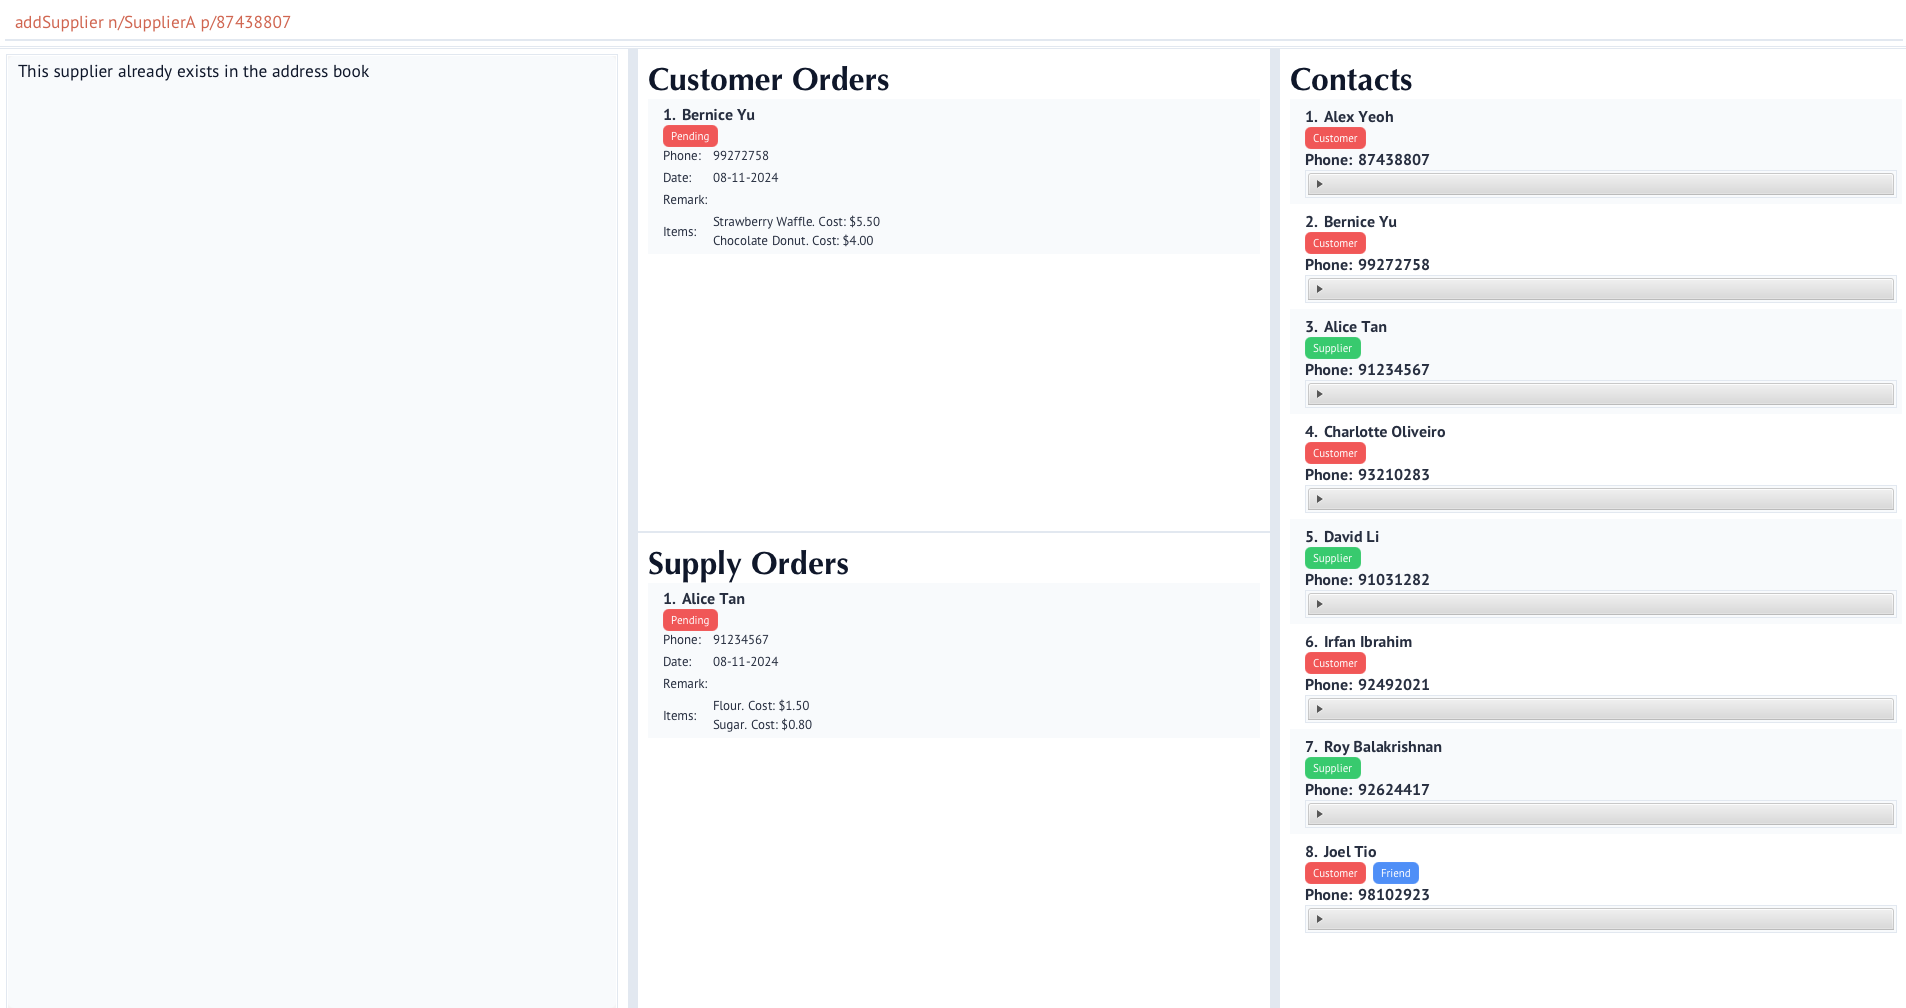 addSupplier n/SupplierA p/87438807
This supplier already exists in the address book
Customer Orders
1. Bernice Yu
Pending
Phone: 99272758
Date: 08-11-2024
Remark:
Items: Strawberry Waffle. Cost: $5.50
Chocolate Donut. Cost: $4.00
Supply Orders
1. Alice Tan
Pending
Phone: 91234567
Date: 08-11-2024
Remark:
Items: Flour. Cost: $1.50
Sugar. Cost: $0.80
Contacts
1. Alex Yeoh
Customer
Phone: 87438807
2. Bernice Yu
Customer
Phone: 99272758
3. Alice Tan
Supplier
Phone: 91234567
4. Charlotte Oliveiro
Customer
Phone: 93210283
5. David Li
Supplier
Phone: 91031282
6. Irfan Ibrahim
Customer
Phone: 92492021
7. Roy Balakrishnan
Supplier
Phone: 92624417
8. Joel Tio
Customer Friend
Phone: 98102923